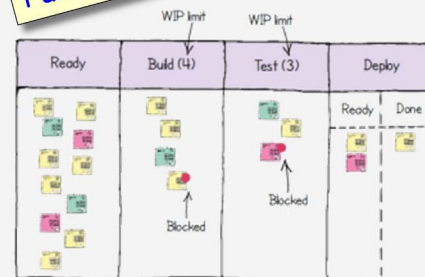 WIP limit
WIP limit
Ready
Build (4)
Test (3)
Deploy
Ready
Done
Blocked
Blocked